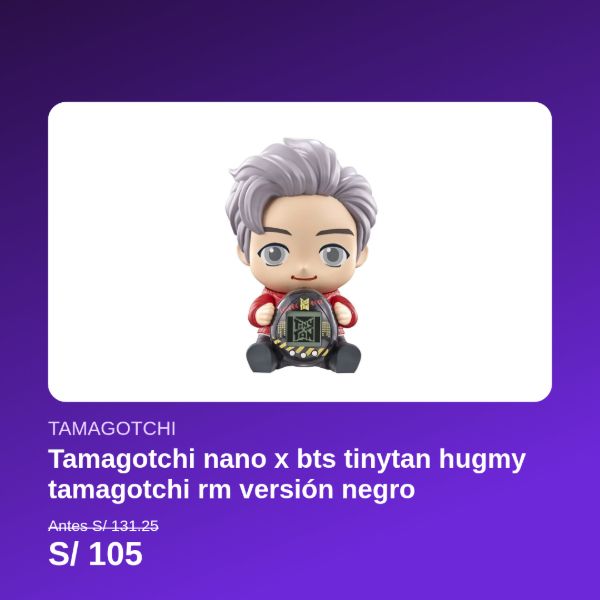 TAMAGOTCHI
Tamagotchi nano x bts tinytan hugmy
tamagotchi rm versión negro
Antes S/ 131.25
S/ 105